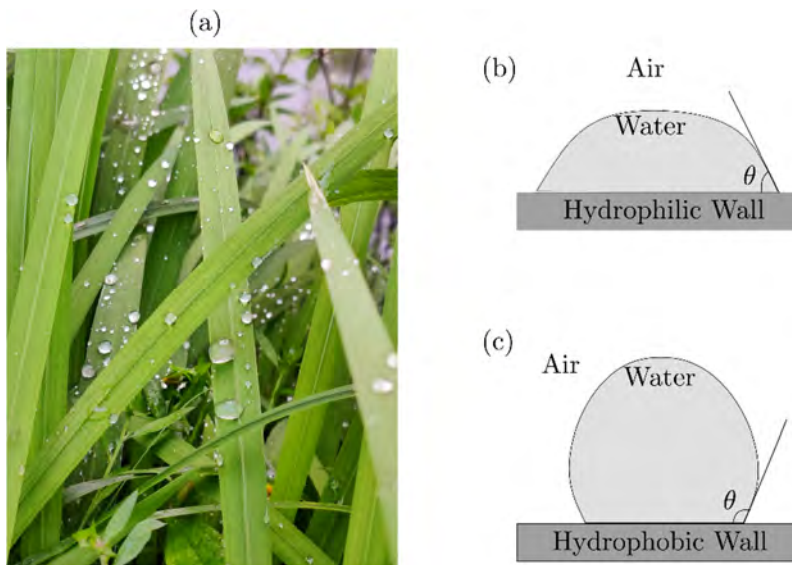 (a)
(b)
Air
Water
θ
Hydrophilic Wall
(c)
Air
Water
θ
Hydrophobic Wall